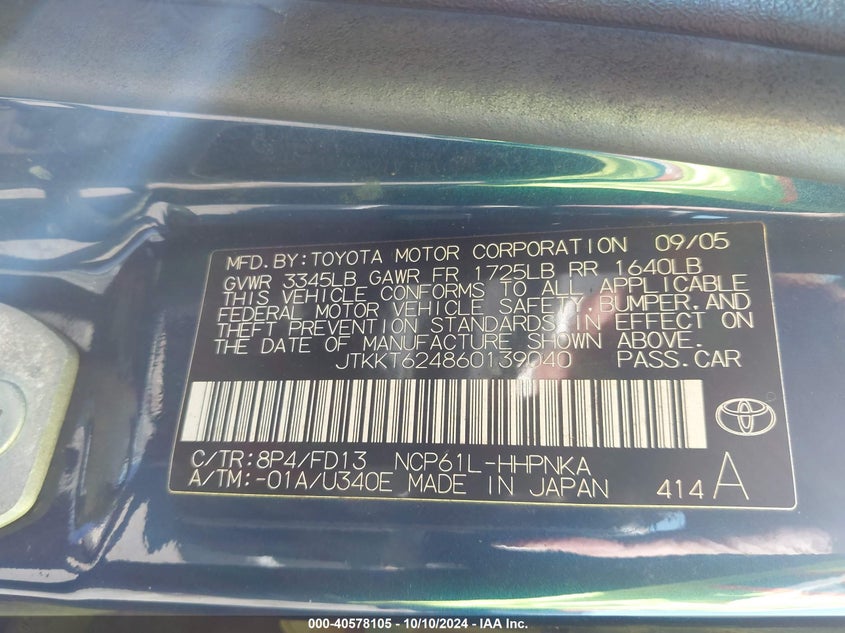 MFD.BY:TOYOTA MOTOR CORPORATION 09/05
GVWR 3345LB GAWR FR 1725LB RR 1640LB
THIS VEHICLE CONFORMS TO ALL APPLICABLE
FEDERAL MOTOR VEHICLE SAFETY,BUMPER,AND
THEFT PREVENTION STANDARDS IN EFFECT ON
THE DATE OF MANUFACTURE SHOWN ABOVE.
JTKKT624860139040 PASS.CAR
C/TR:8P4/FD13 NCP61L-HHPNKA
A/TM:-01A/U340E MADE IN JAPAN 414 A
000-40578105 - 10/10/2024 - IAA Inc.